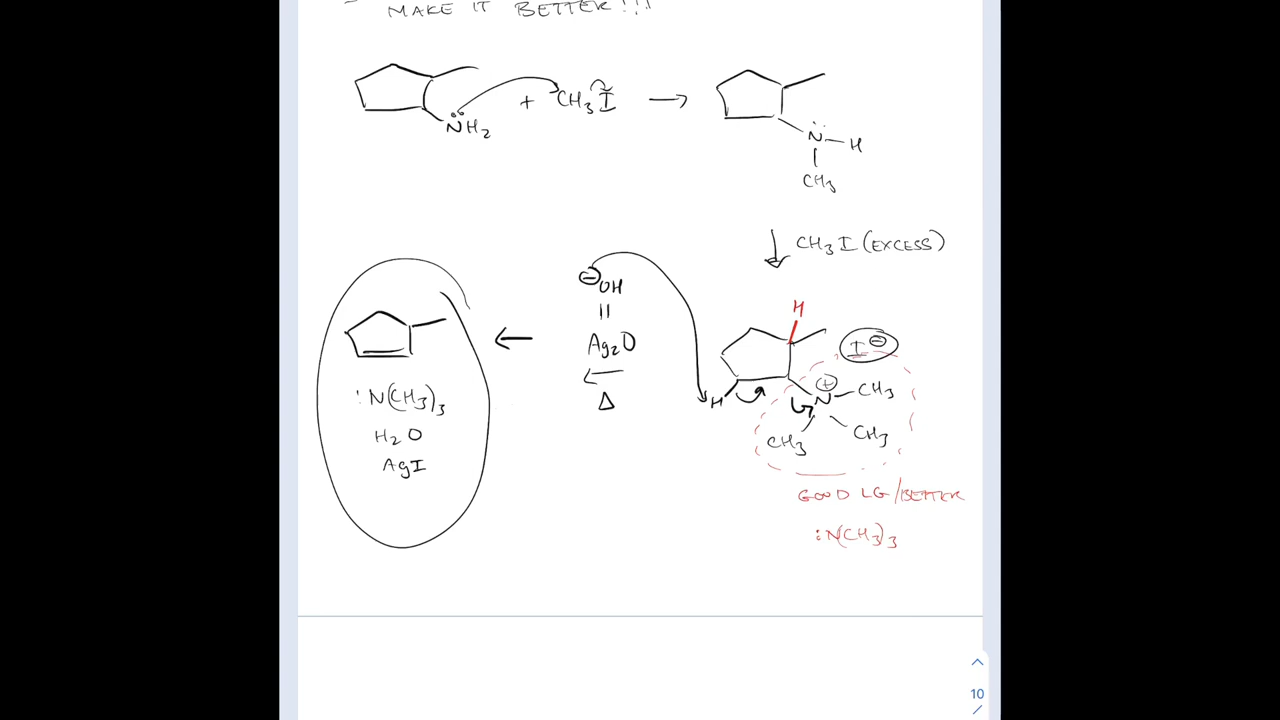 MAKE IT BETTER!!!
NH2 + CH3I →
N–H
CH3
↓ CH3I (EXCESS)
H
⊖OH
Ag2O
Δ
←
I⊖
H
N⊕
CH3
CH3
CH3
:N(CH3)3
H2O
AgI
GOOD LG/BETTER
:N(CH3)3
10